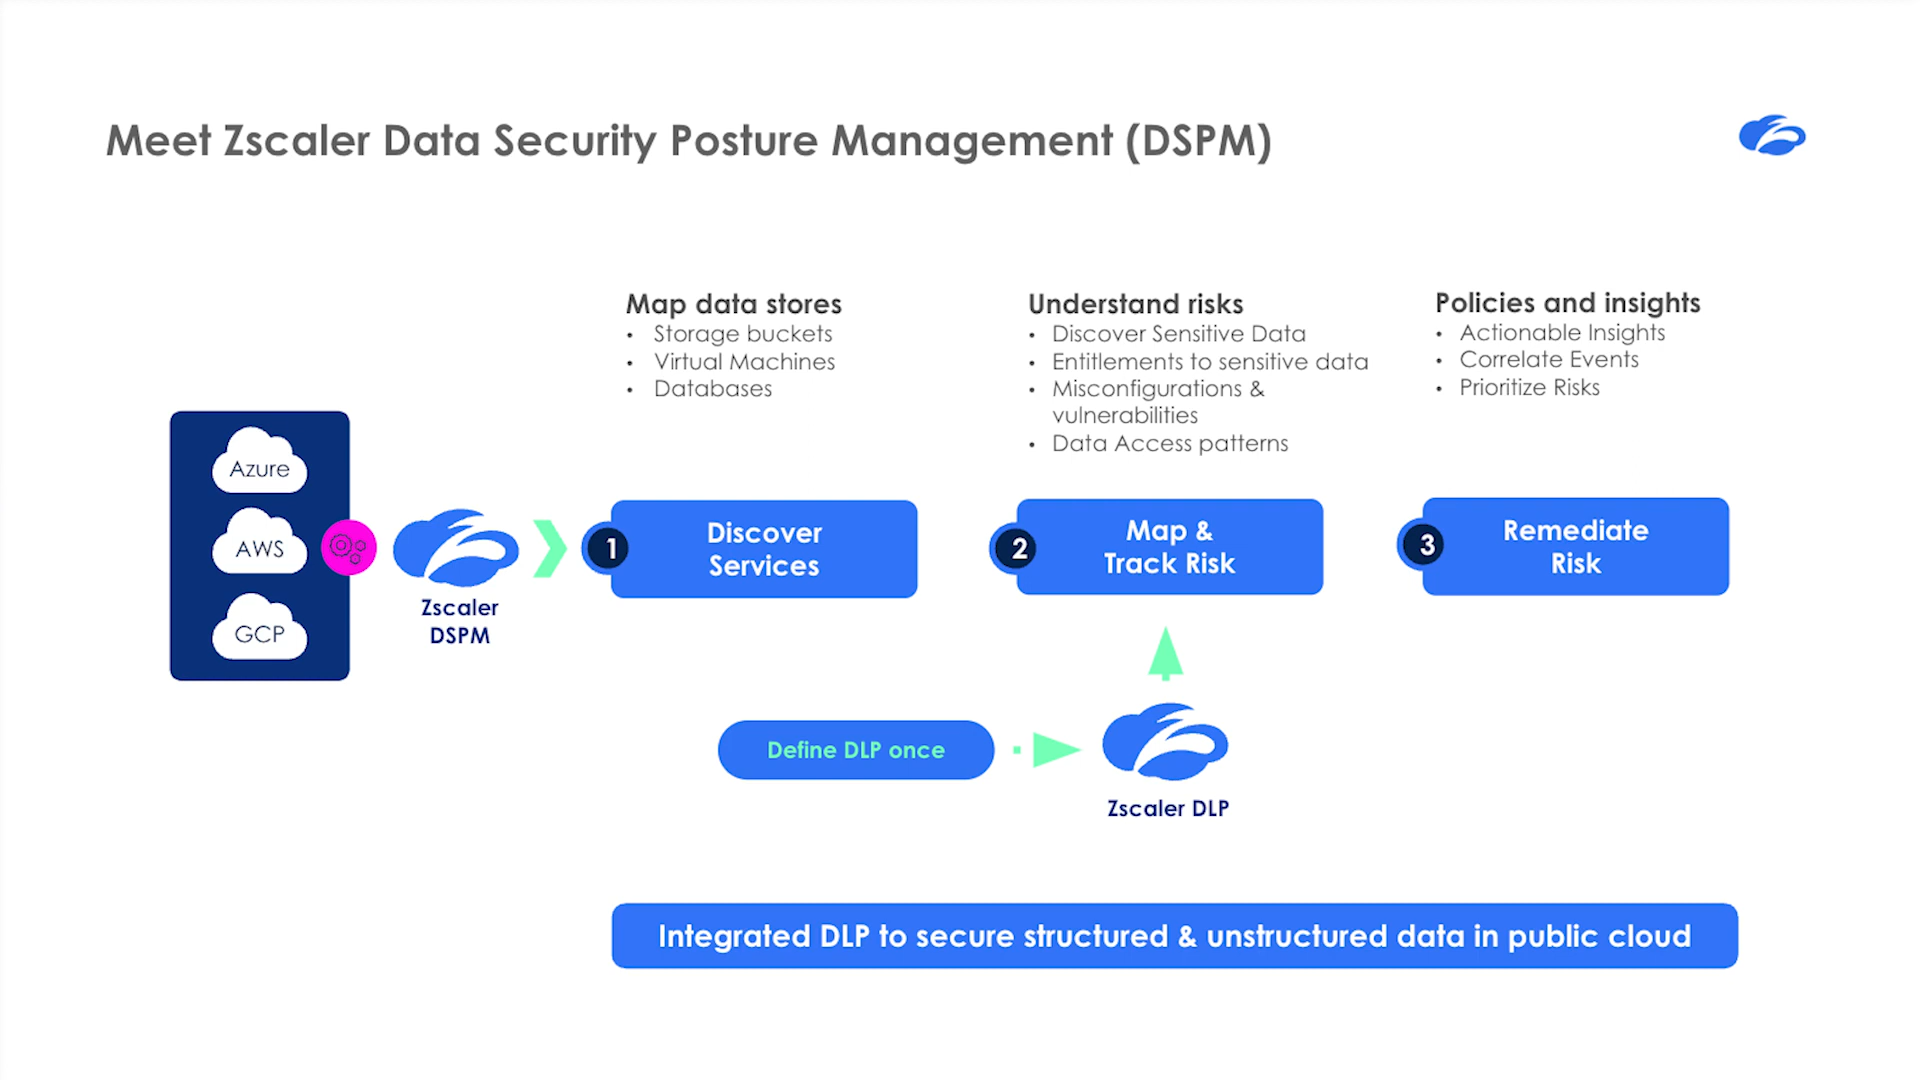 Meet Zscaler Data Security Posture Management (DSPM)
Map data stores
• Storage buckets
• Virtual Machines
• Databases
Understand risks
• Discover Sensitive Data
• Entitlements to sensitive data
• Misconfigurations &
vulnerabilities
• Data Access patterns
Policies and insights
• Actionable Insights
• Correlate Events
• Prioritize Risks
Azure
AWS
GCP
Zscaler
DSPM
1
Discover
Services
2
Map &
Track Risk
3
Remediate
Risk
Define DLP once
Zscaler DLP
Integrated DLP to secure structured & unstructured data in public cloud